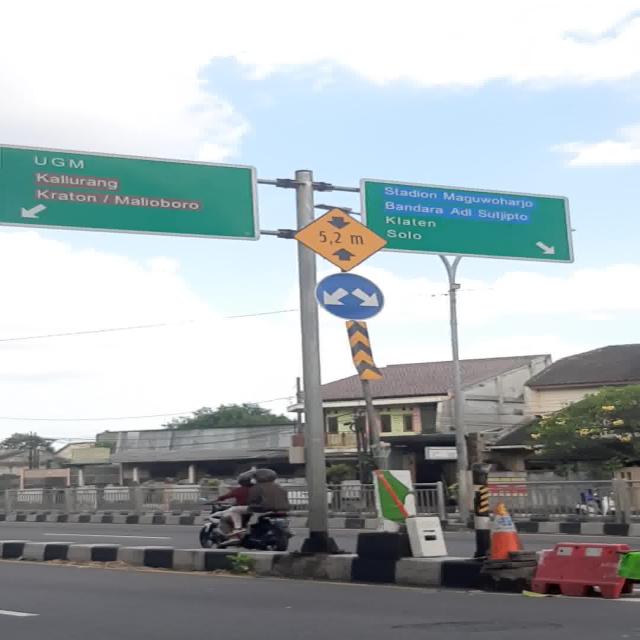 UGM
Kaliurang
Kraton / Malioboro
5,2 m
Stadion Maguwoharjo
Bandara Adi Sutjipto
Klaten
Solo